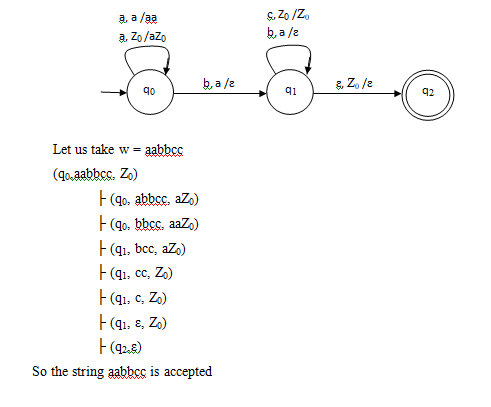 a, a /aa
a, Z₀ /aZ₀
c, Z₀ /Z₀
b, a /ε
q0
b, a /ε
q1
ε, Z₀ /ε
q2
Let us take w = aabbcc
(q₀,aabbcc, Z₀)
├ (q₀, abbcc, aZ₀)
├ (q₀, bbcc, aaZ₀)
├ (q₁, bcc, aZ₀)
├ (q₁, cc, Z₀)
├ (q₁, c, Z₀)
├ (q₁, ε, Z₀)
├ (q₂,ε)
So the string aabbcc is accepted